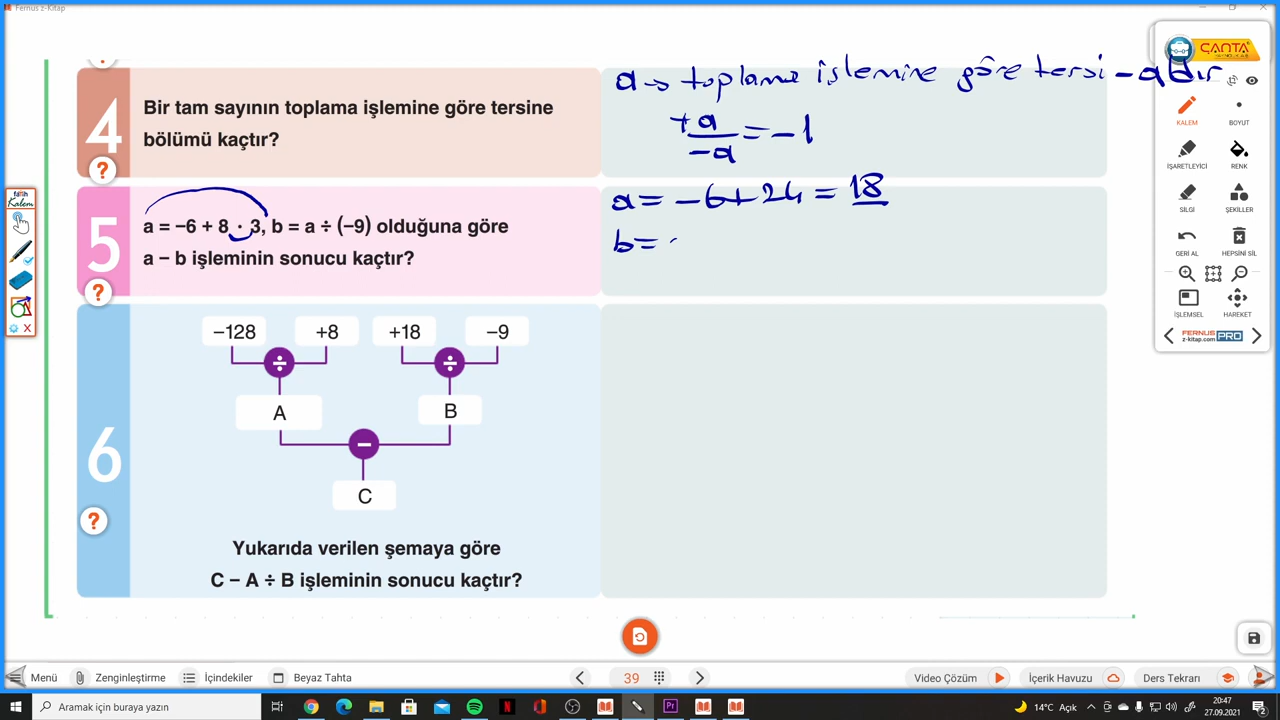 Fernus z-Kitap
4
Bir tam sayının toplama işlemine göre tersine
bölümü kaçtır?
?
a → toplama işlemine göre tersi -a dır
+a/-a = -1
5
a = −6 + 8 · 3, b = a ÷ (−9) olduğuna göre
a − b işleminin sonucu kaçtır?
?
a = -6+24 = 18
b =
6
?
−128 +8 +18 −9
÷ ÷
A B
−
C
Yukarıda verilen şemaya göre
C − A ÷ B işleminin sonucu kaçtır?
fatih
Kalem
ÇANTA
KALEM BOYUT
İŞARETLEYİCİ RENK
SİLGİ ŞEKİLLER
GERİ AL HEPSİNİ SİL
İŞLEMSEL HAREKET
FERNUS
z-kitap.com PRO
Menü Zenginleştirme İçindekiler Beyaz Tahta 39 Video Çözüm İçerik Havuzu Ders Tekrarı
Aramak için buraya yazın
14°C Açık
20:47
27.09.2021